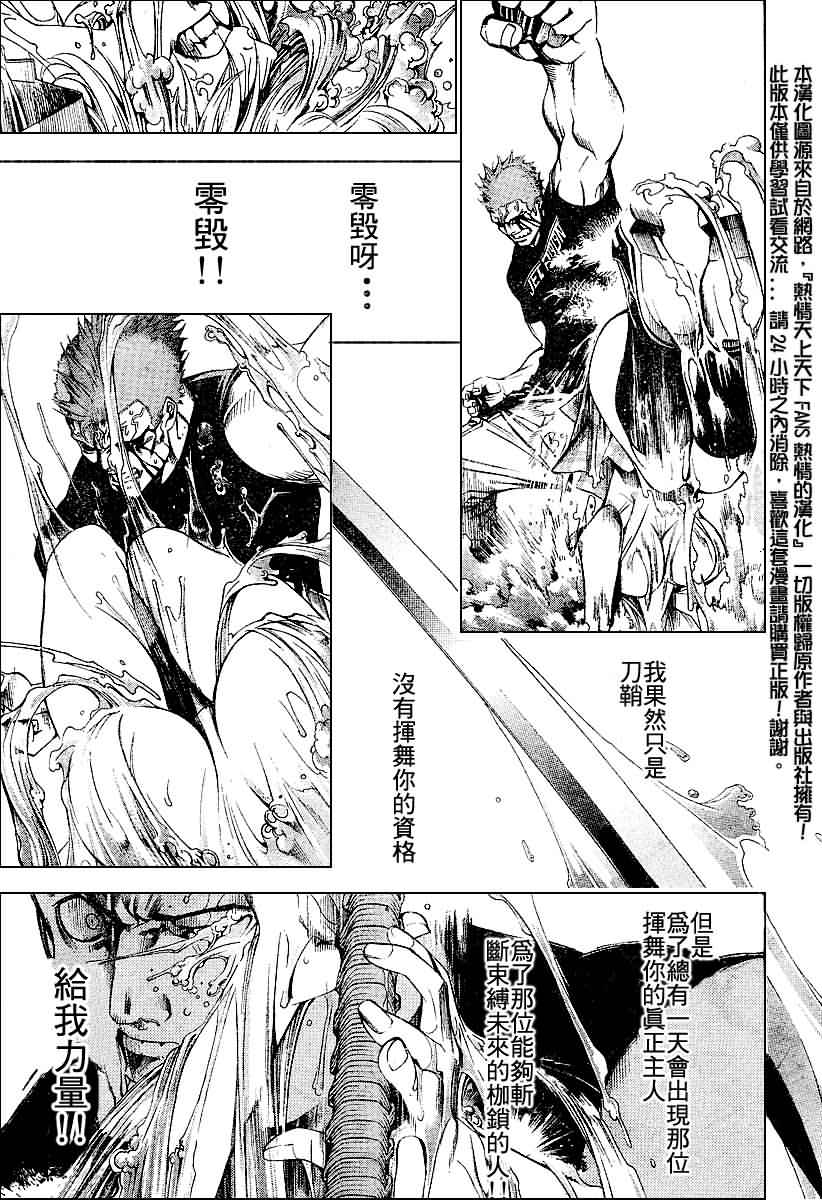 本漢化圖源來自於網路，『熱情天上天下 FANS 熱情的漢化』一切版權歸原作者與出版社擁有！
此版本僅供學習試看交流... 請 24 小時之內消除，喜歡這套漫畫請購買正版！謝謝。
零毀呀…
零毀!!
我果然只是
刀鞘
沒有揮舞你的資格
但是
為了總有一天會出現那位
揮舞你的真正主人
為了那位能夠斬
斷束縛未來的枷鎖的人!!
給我力量!!!